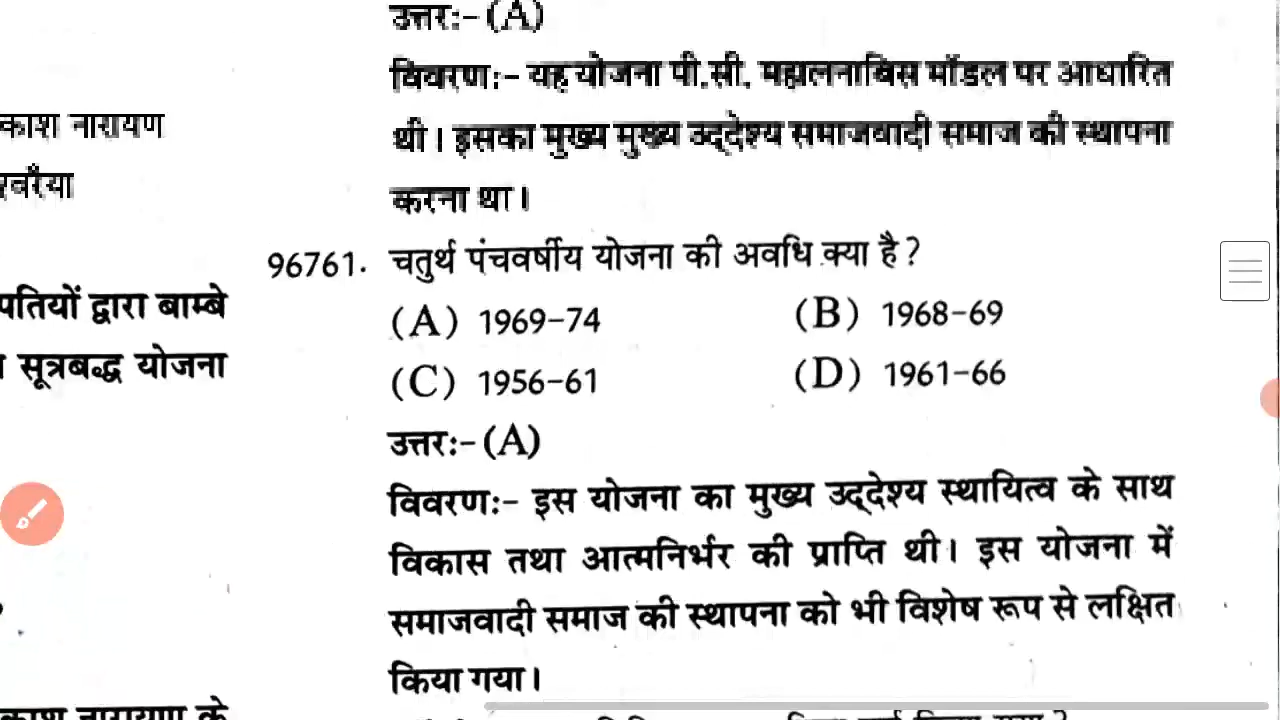 काश नारायण
पतियों द्वारा बाम्बे
सूत्रबद्ध योजना
काश नारायण के
उत्तरः-(A)
विवरणः- यह योजना पी.सी. महालनाबिस मॉडल पर आधारित
थी। इसका मुख्य मुख्य उद्देश्य समाजवादी समाज की स्थापना
करना था।
96761. चतुर्थ पंचवर्षीय योजना की अवधि क्या है?
(A) 1969-74 (B) 1968-69
(C) 1956-61 (D) 1961-66
उत्तरः-(A)
विवरणः- इस योजना का मुख्य उद्देश्य स्थायित्व के साथ
विकास तथा आत्मनिर्भर की प्राप्ति थी। इस योजना में
समाजवादी समाज की स्थापना को भी विशेष रूप से लक्षित
किया गया।